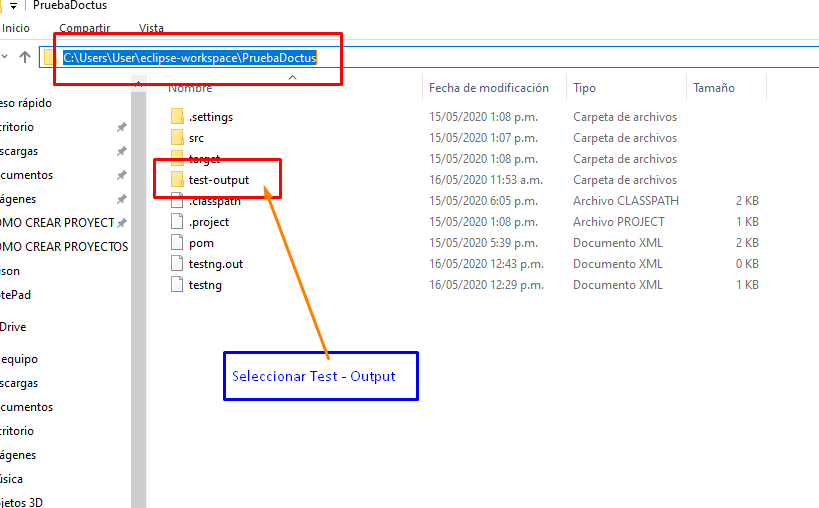 PruebaDoctus
Inicio Compartir Vista
C:\Users\User\eclipse-workspace\PruebaDoctus
Nombre Fecha de modificación Tipo Tamaño
eso rápido
critorio
scargas
cumentos
ágenes
OMO CREAR PROYECT
OMO CREAR PROYECTOS
ison
otePad
Drive
equipo
scargas
cumentos
critorio
ágenes
úsica
jetos 3D
.settings 15/05/2020 1:08 p.m. Carpeta de archivos
src 15/05/2020 1:07 p.m. Carpeta de archivos
target 15/05/2020 1:08 p.m. Carpeta de archivos
test-output 16/05/2020 11:53 a.m. Carpeta de archivos
.classpath 15/05/2020 6:05 p.m. Archivo CLASSPATH 2 KB
.project 15/05/2020 1:08 p.m. Archivo PROJECT 1 KB
pom 15/05/2020 5:39 p.m. Documento XML 2 KB
testng.out 16/05/2020 12:43 p.m. Documento XML 0 KB
testng 16/05/2020 12:29 p.m. Documento XML 1 KB
Seleccionar Test - Output